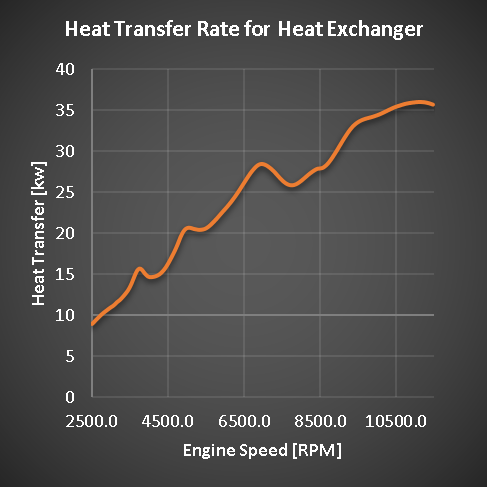 Heat Transfer Rate for Heat Exchanger
40
35
30
25
20
15
10
5
0
Heat Transfer [kw]
2500.0 4500.0 6500.0 8500.0 10500.0
Engine Speed [RPM]